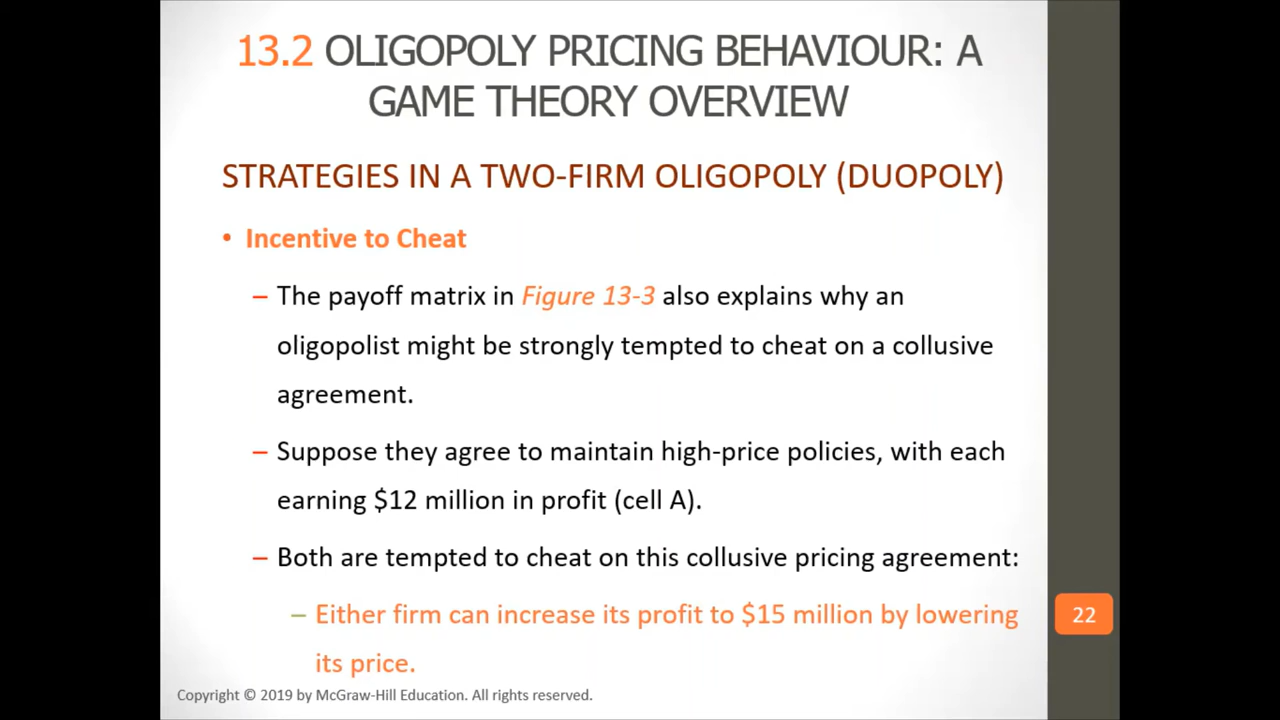 13.2 OLIGOPOLY PRICING BEHAVIOUR: A
GAME THEORY OVERVIEW
STRATEGIES IN A TWO-FIRM OLIGOPOLY (DUOPOLY)
• Incentive to Cheat
– The payoff matrix in Figure 13-3 also explains why an
oligopolist might be strongly tempted to cheat on a collusive
agreement.
– Suppose they agree to maintain high-price policies, with each
earning $12 million in profit (cell A).
– Both are tempted to cheat on this collusive pricing agreement:
– Either firm can increase its profit to $15 million by lowering
its price.
22
Copyright © 2019 by McGraw-Hill Education. All rights reserved.